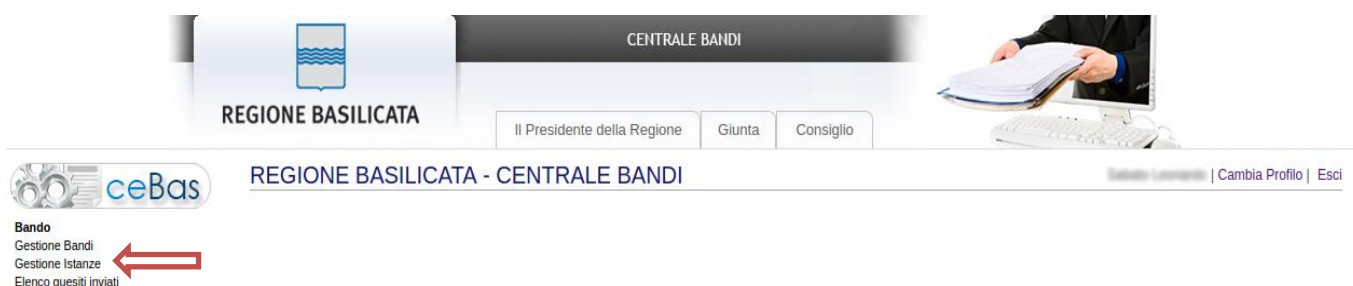 CENTRALE BANDI
REGIONE BASILICATA
Il Presidente della Regione
Giunta
Consiglio
ceBas
REGIONE BASILICATA - CENTRALE BANDI
| Cambia Profilo | Esci
Bando
Gestione Bandi
Gestione Istanze
Elenco quesiti inviati